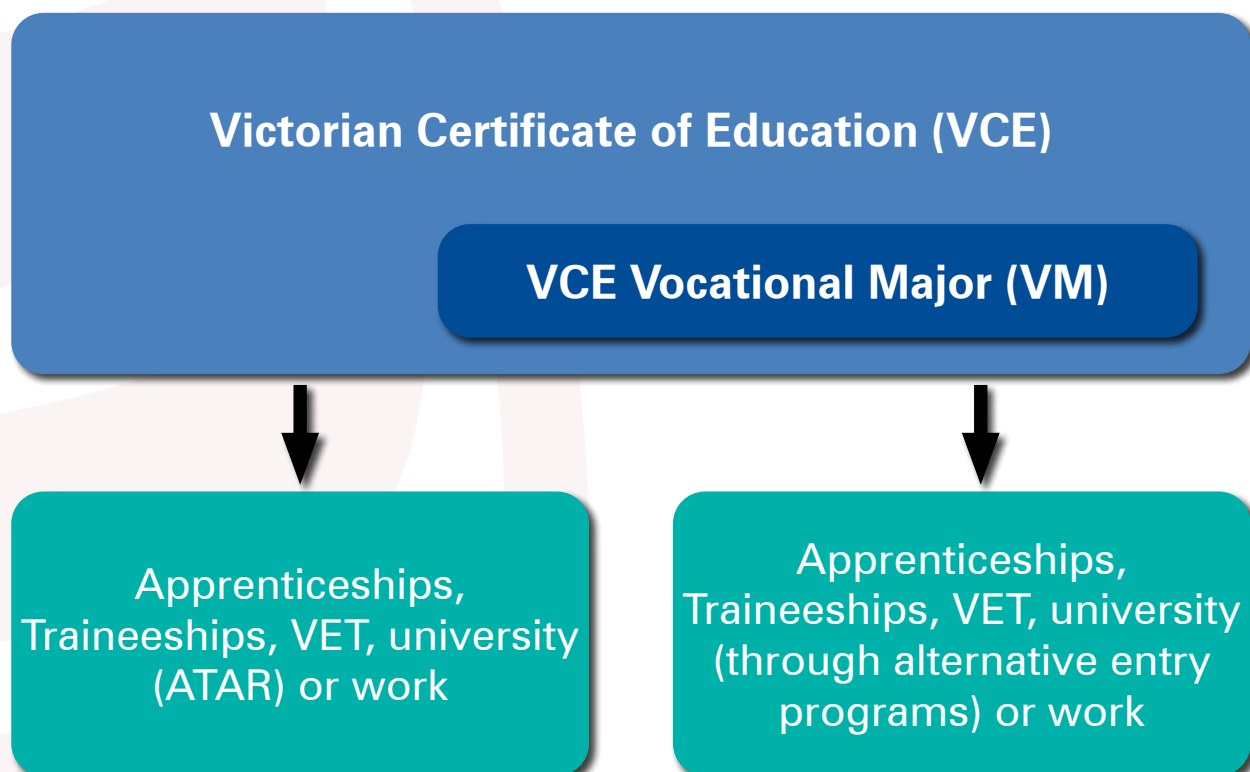 Victorian Certificate of Education (VCE)
VCE Vocational Major (VM)
Apprenticeships,
Traineeships, VET, university
(ATAR) or work
Apprenticeships,
Traineeships, VET, university
(through alternative entry
programs) or work